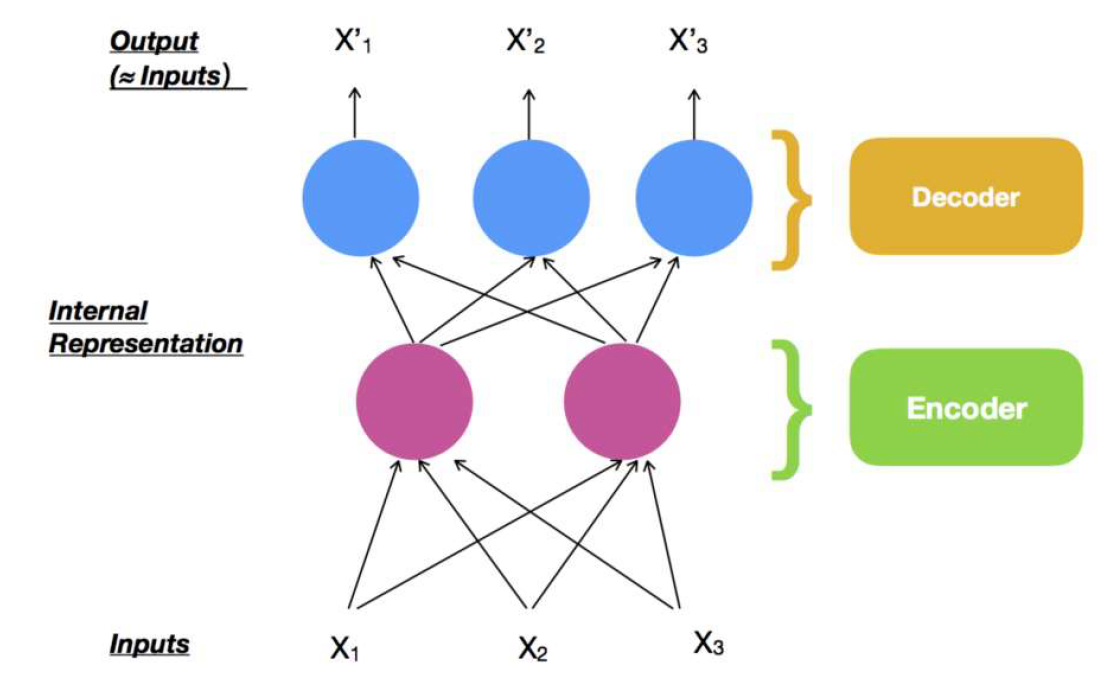 Output
(≈ Inputs)
X'₁ X'₂ X'₃
Decoder
Internal
Representation
Encoder
Inputs
X₁ X₂ X₃